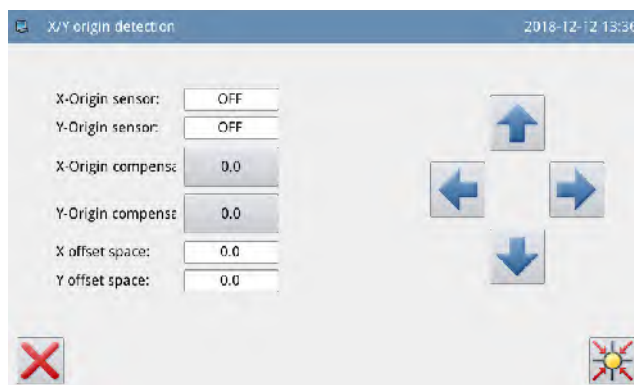 X/Y origin detection
2018-12-12 13:36
X-Origin sensor: OFF
Y-Origin sensor: OFF
X-Origin compensa 0.0
Y-Origin compensa 0.0
X offset space: 0.0
Y offset space: 0.0